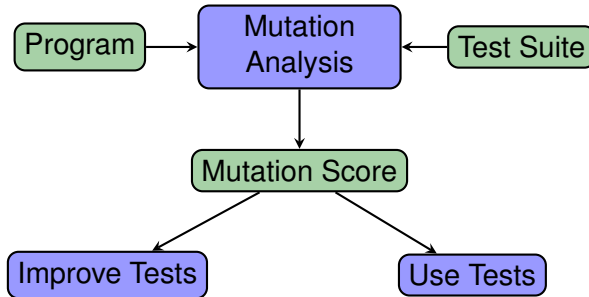 Program
Mutation
Analysis
Test Suite
Mutation Score
Improve Tests
Use Tests